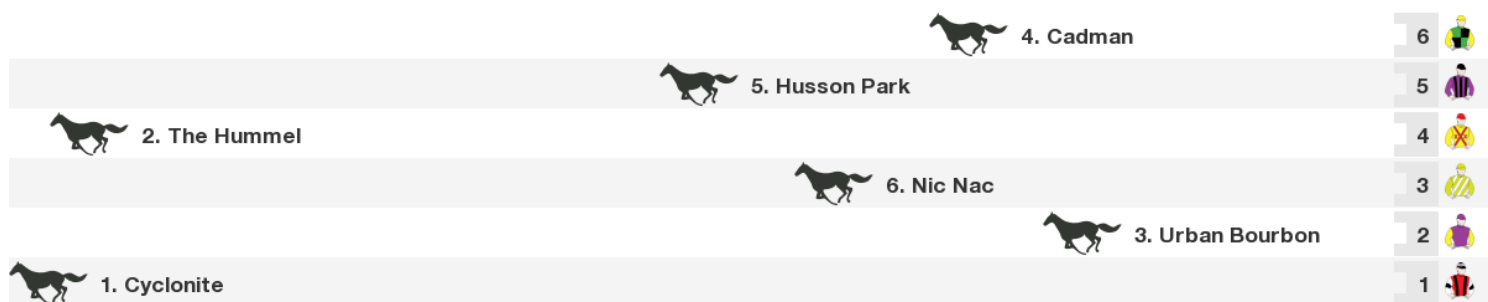 4. Cadman 6
5. Husson Park 5
2. The Hummel 4
6. Nic Nac 3
3. Urban Bourbon 2
1. Cyclonite 1